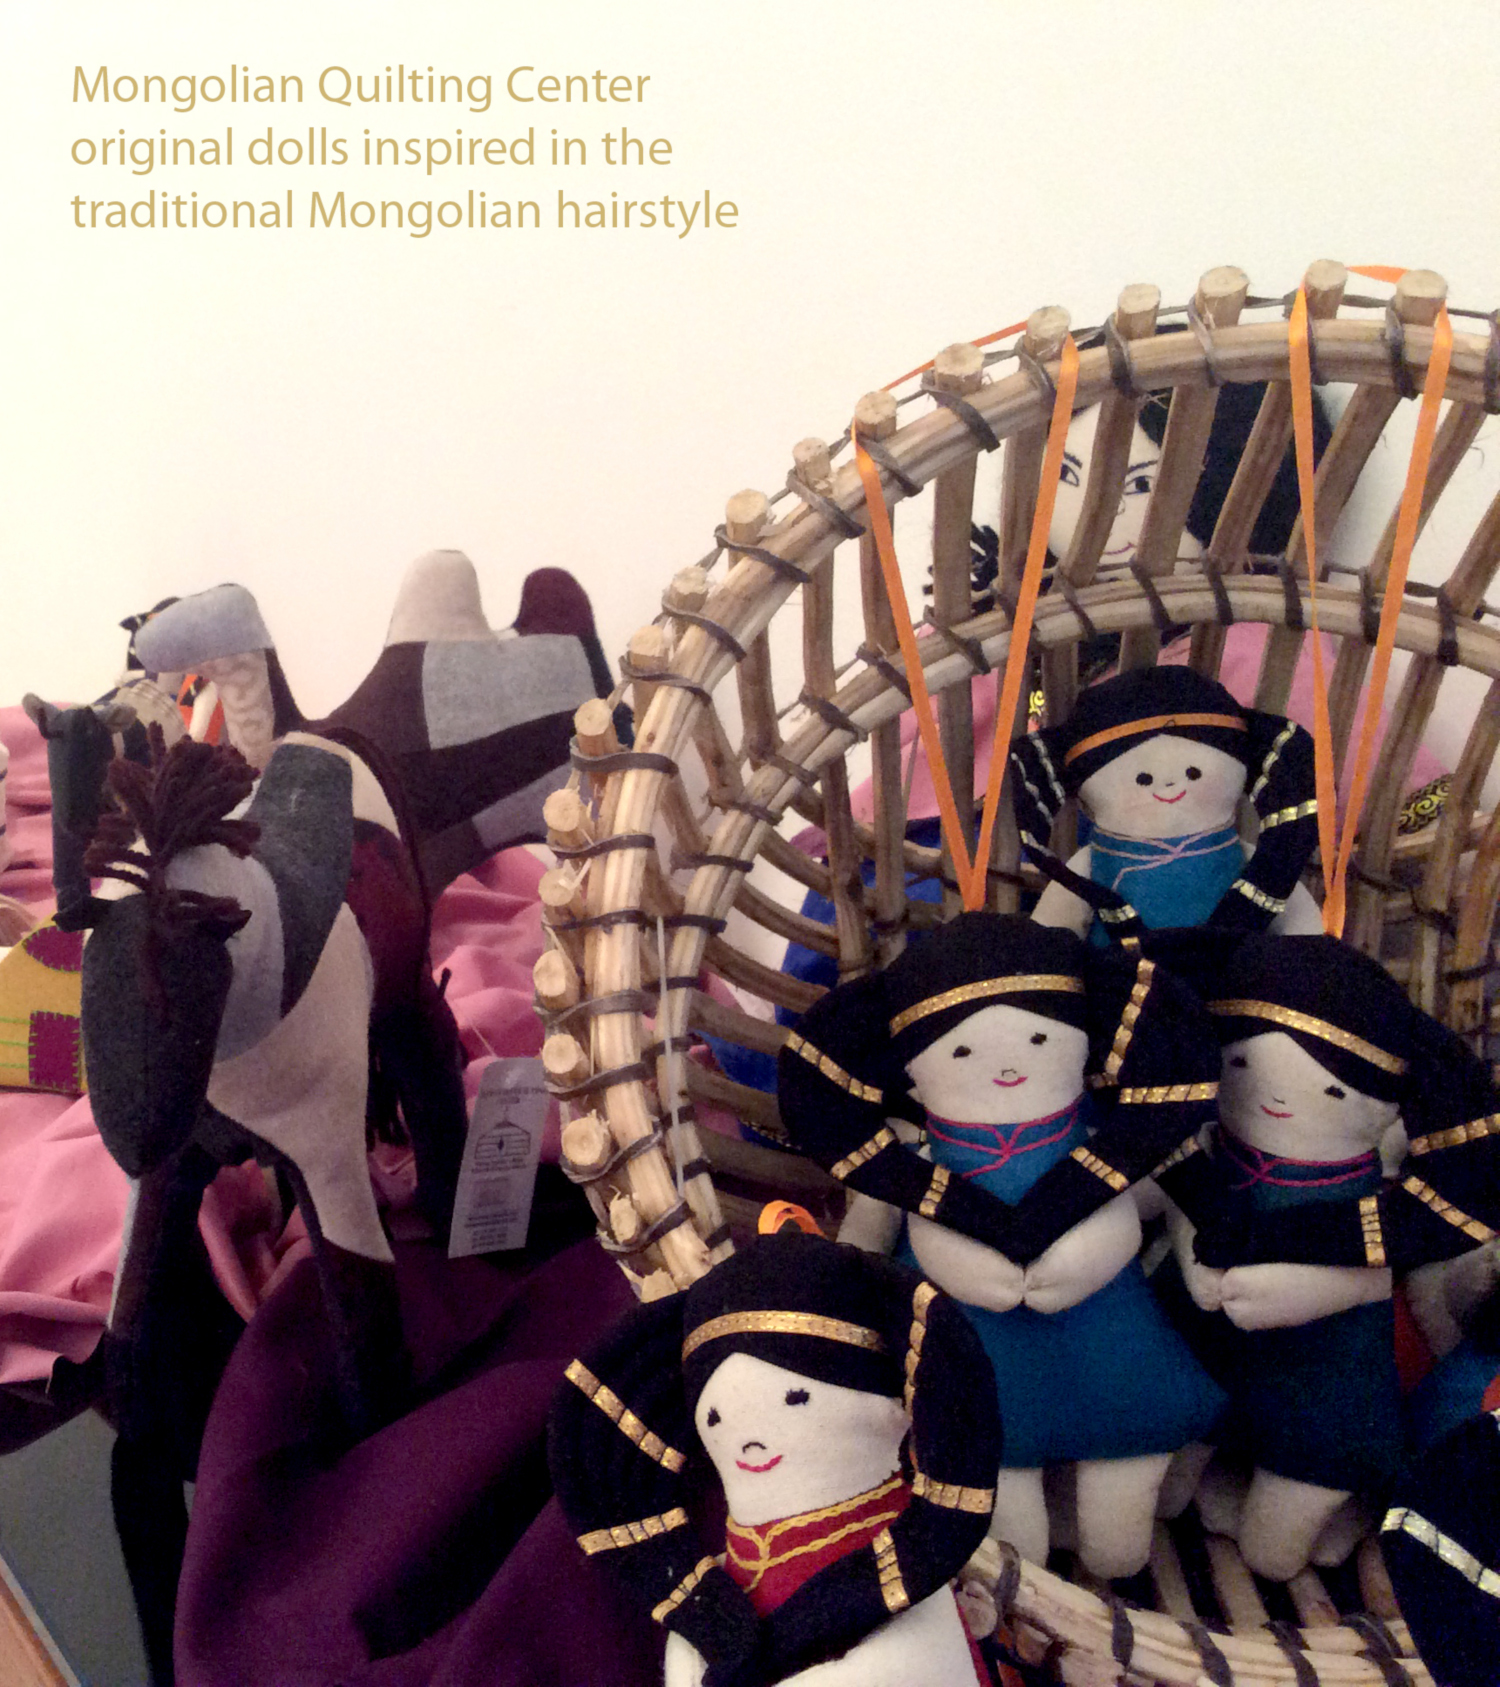 Mongolian Quilting Center
original dolls inspired in the
traditional Mongolian hairstyle